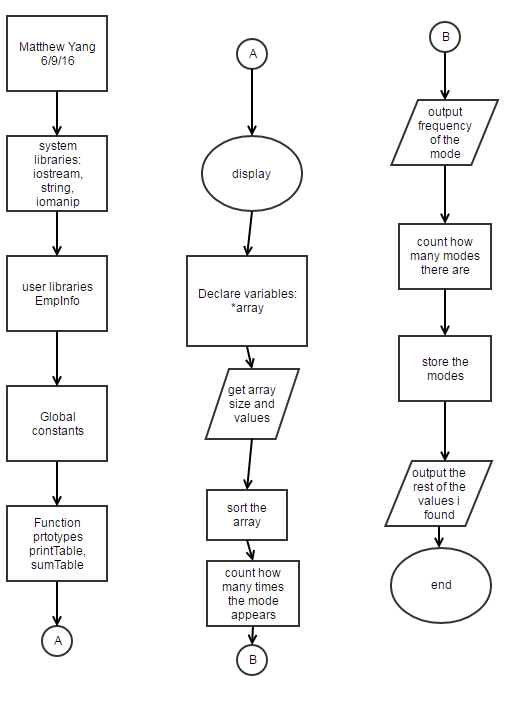 Matthew Yang
6/9/16
system
libraries:
iostream,
string,
iomanip
user libraries
EmpInfo
Global
constants
Function
prtotypes
printTable,
sumTable
A
A
display
Declare variables:
*array
get array
size and
values
sort the
array
count how
many times
the mode
appears
B
B
output
frequency
of the
mode
count how
many modes
there are
store the
modes
output the
rest of the
values i
found
end